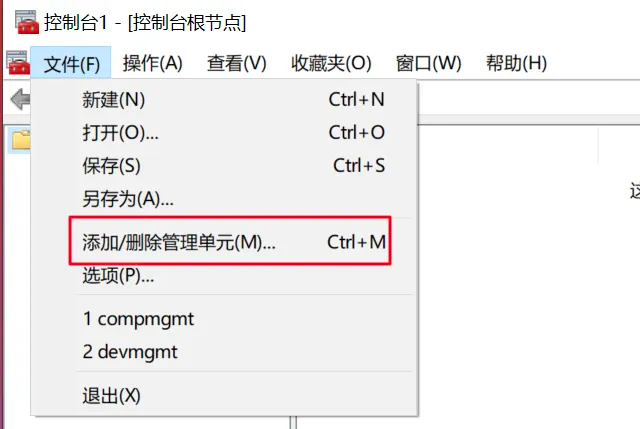 控制台1 - [控制台根节点]
文件(F) 操作(A) 查看(V) 收藏夹(O) 窗口(W) 帮助(H)
新建(N) Ctrl+N
打开(O)... Ctrl+O
保存(S) Ctrl+S
另存为(A)...
添加/删除管理单元(M)... Ctrl+M
选项(P)...
1 compmgmt
2 devmgmt
退出(X)